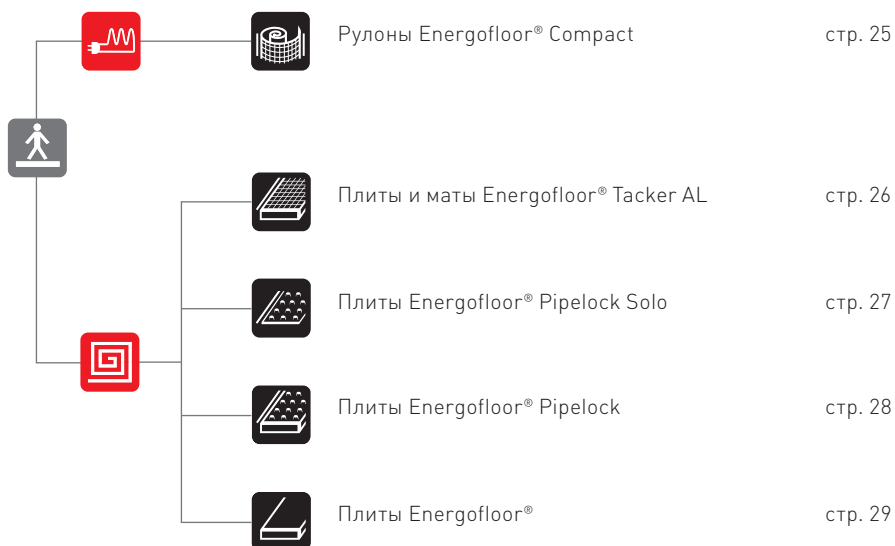 Рулоны Energofloor® Compact стр. 25
Плиты и маты Energofloor® Tacker AL стр. 26
Плиты Energofloor® Pipelock Solo стр. 27
Плиты Energofloor® Pipelock стр. 28
Плиты Energofloor® стр. 29